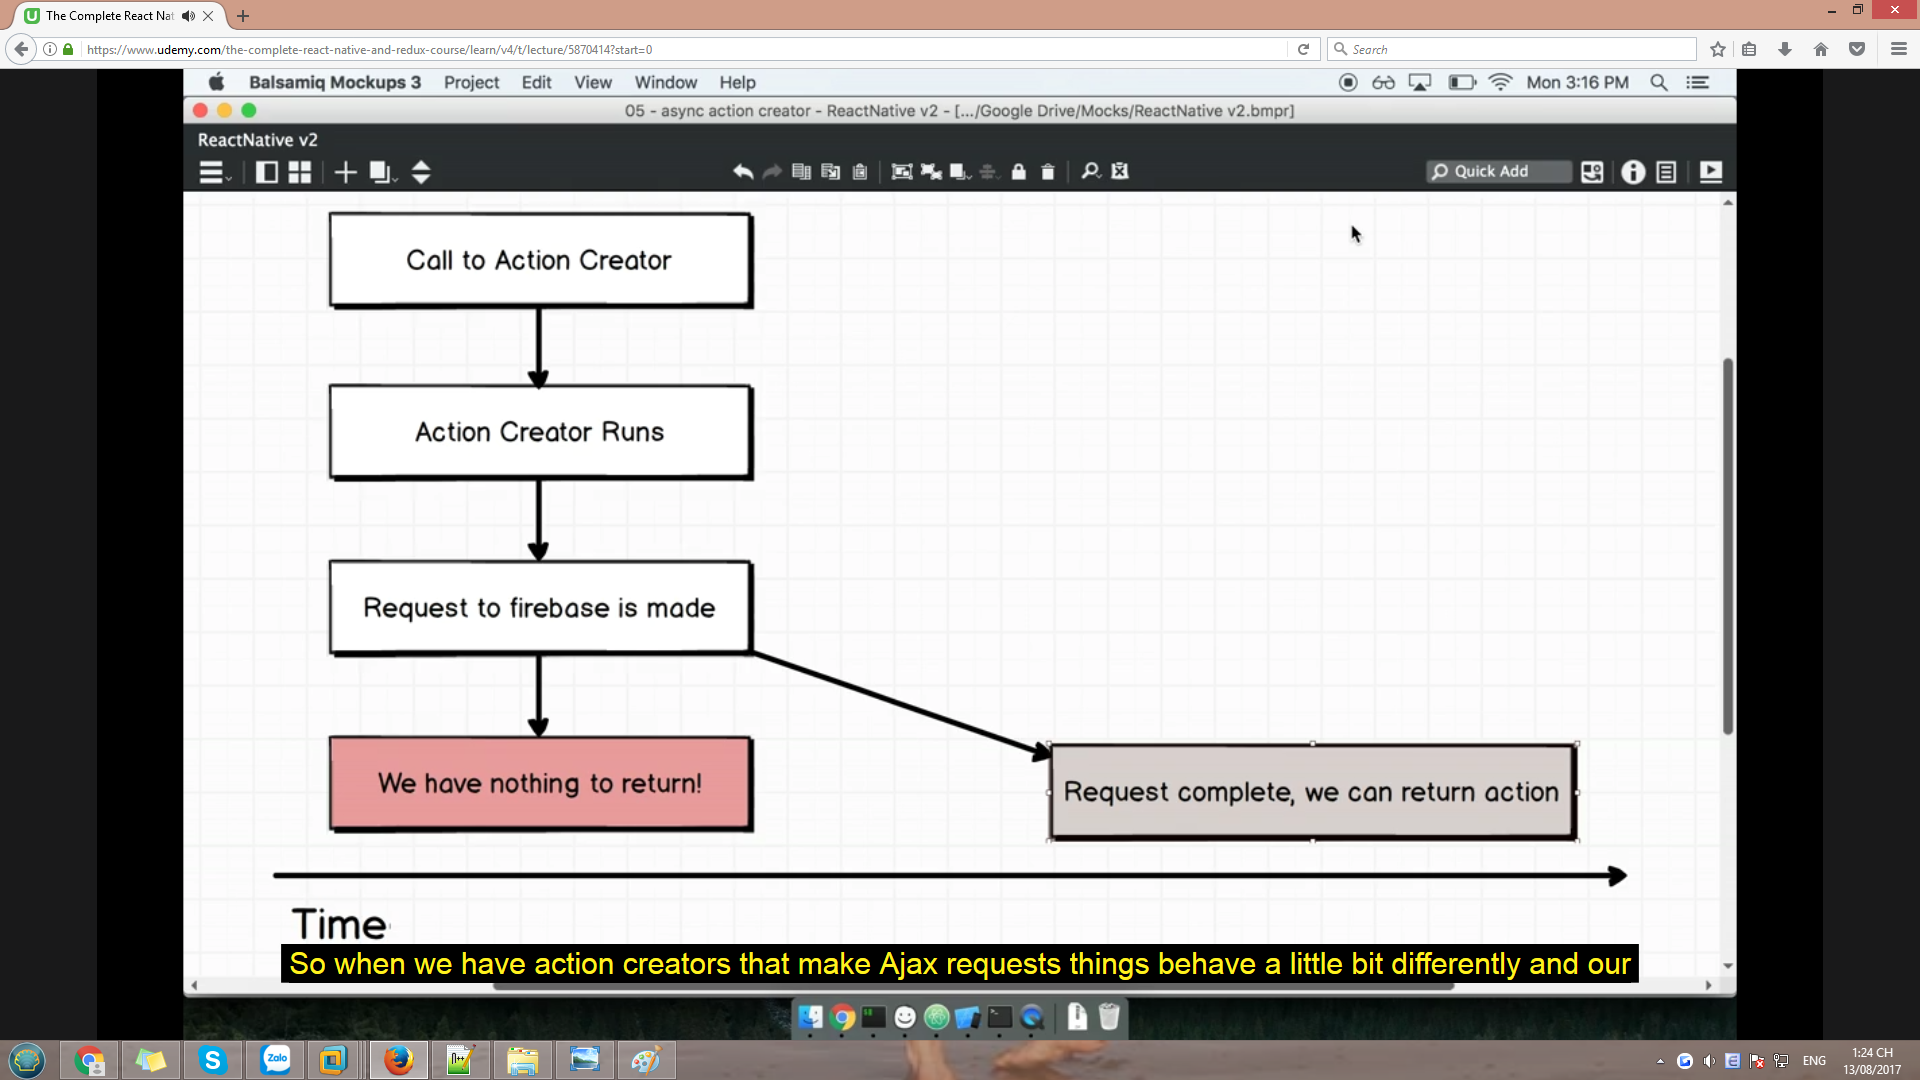 The Complete React Nat
https://www.udemy.com/the-complete-react-native-and-redux-course/learn/v4/t/lecture/5870414?start=0
Search
Balsamiq Mockups 3 Project Edit View Window Help
Mon 3:16 PM
05 - async action creator - ReactNative v2 - [.../Google Drive/Mocks/ReactNative v2.bmpr]
ReactNative v2
Quick Add
Call to Action Creator
Action Creator Runs
Request to firebase is made
We have nothing to return!
Request complete, we can return action
Time
So when we have action creators that make Ajax requests things behave a little bit differently and our
Zalo
ENG
1:24 CH
13/08/2017